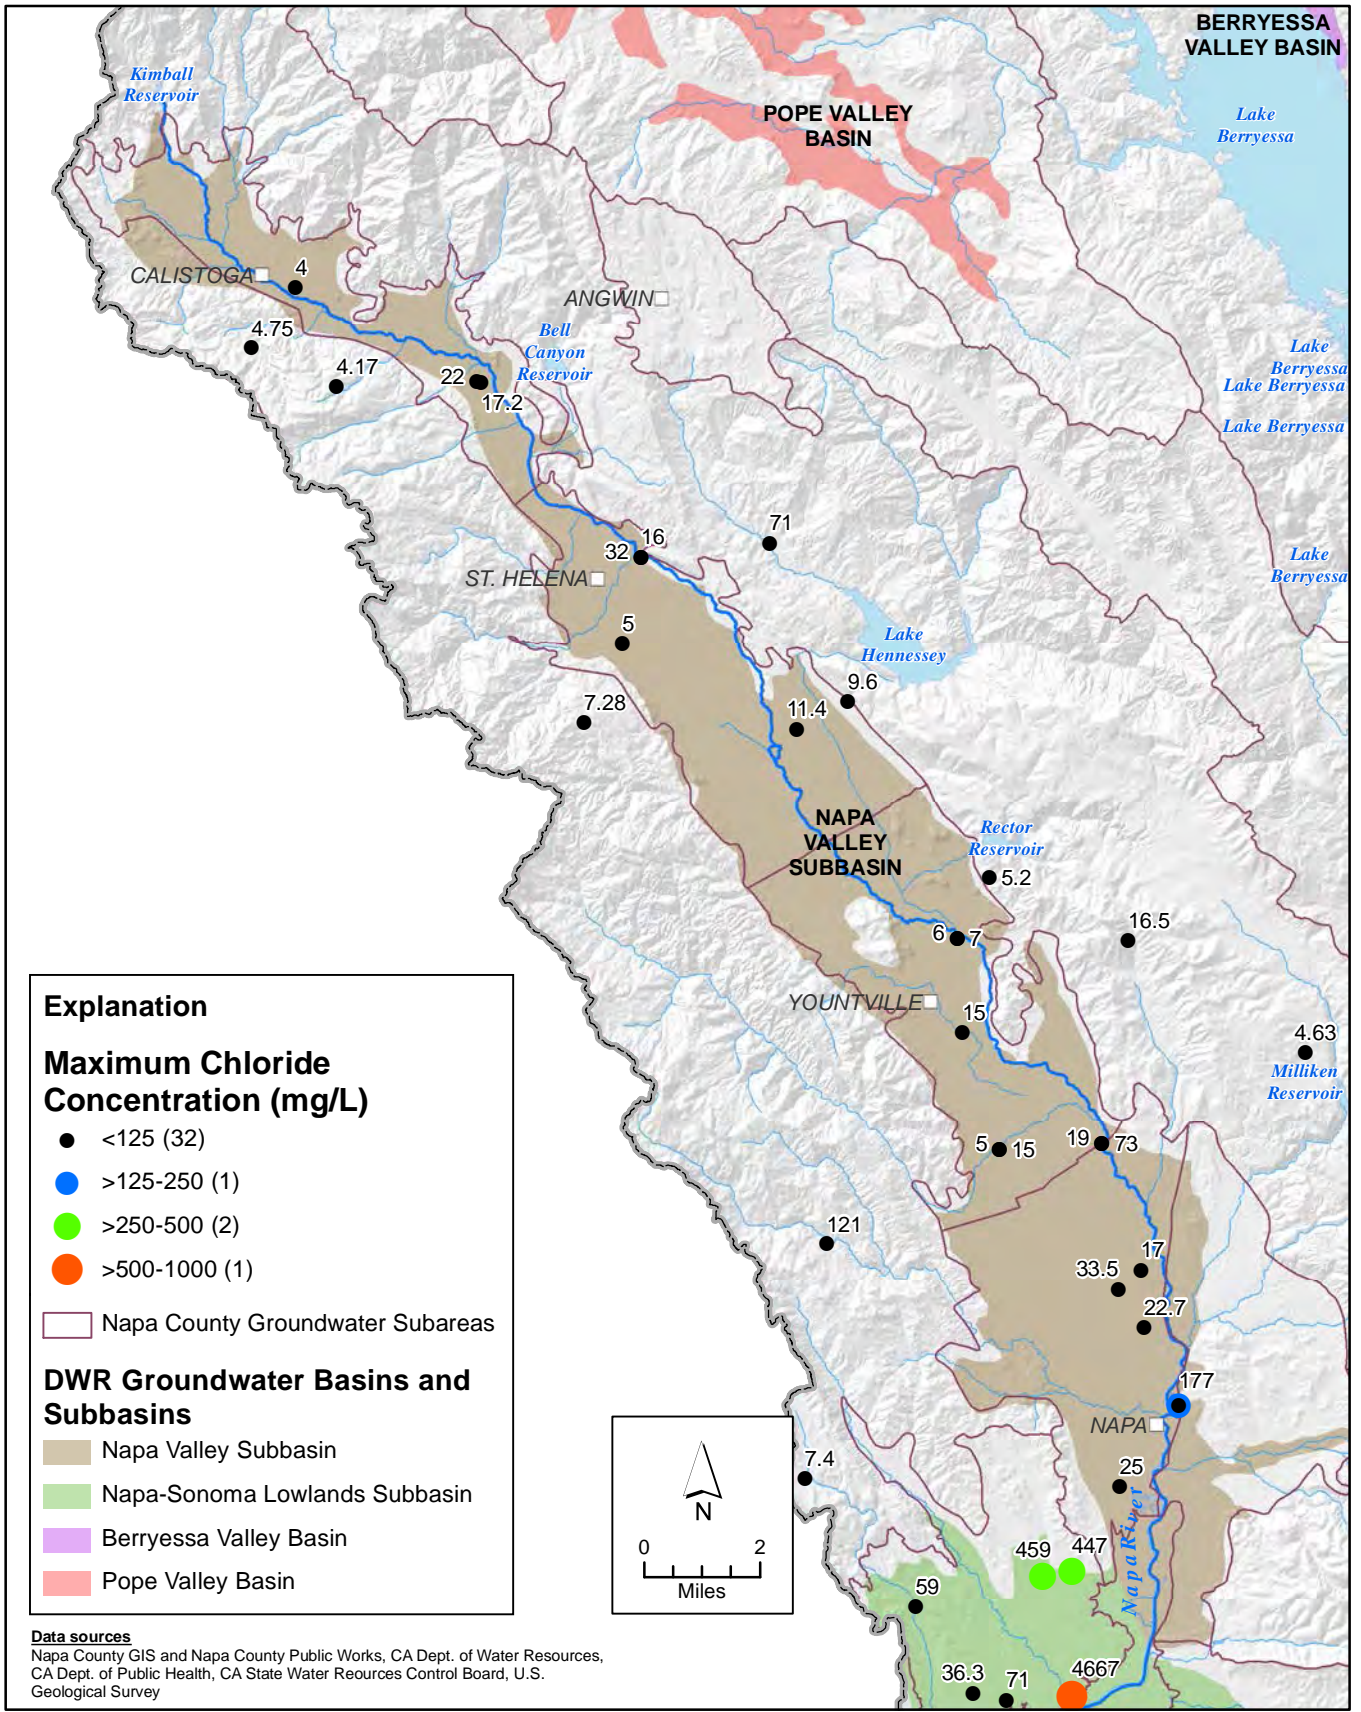 BERRYESSA
VALLEY BASIN
Kimball
Reservoir
POPE VALLEY
BASIN
Lake
Berryessa
CALISTOGA
4
ANGWIN
4.75
4.17
Bell
Canyon
Reservoir
22
17.2
Lake
Berryessa
Lake Berryessa
Lake Berryessa
71
16
32
ST. HELENA
Lake
Berryessa
5
Lake
Hennessey
7.28
9.6
11.4
NAPA
VALLEY
SUBBASIN
Rector
Reservoir
5.2
16.5
6
7
YOUNTVILLE
15
4.63
Milliken
Reservoir
5
15
19
73
121
17
33.5
22.7
177
NAPA
7.4
25
Napa River
459
447
59
36.3
71
4667
Explanation
Maximum Chloride
Concentration (mg/L)
<125 (32)
>125-250 (1)
>250-500 (2)
>500-1000 (1)
Napa County Groundwater Subareas
DWR Groundwater Basins and
Subbasins
Napa Valley Subbasin
Napa-Sonoma Lowlands Subbasin
Berryessa Valley Basin
Pope Valley Basin
N
0
2
Miles
Data sources
Napa County GIS and Napa County Public Works, CA Dept. of Water Resources,
CA Dept. of Public Health, CA State Water Reources Control Board, U.S.
Geological Survey